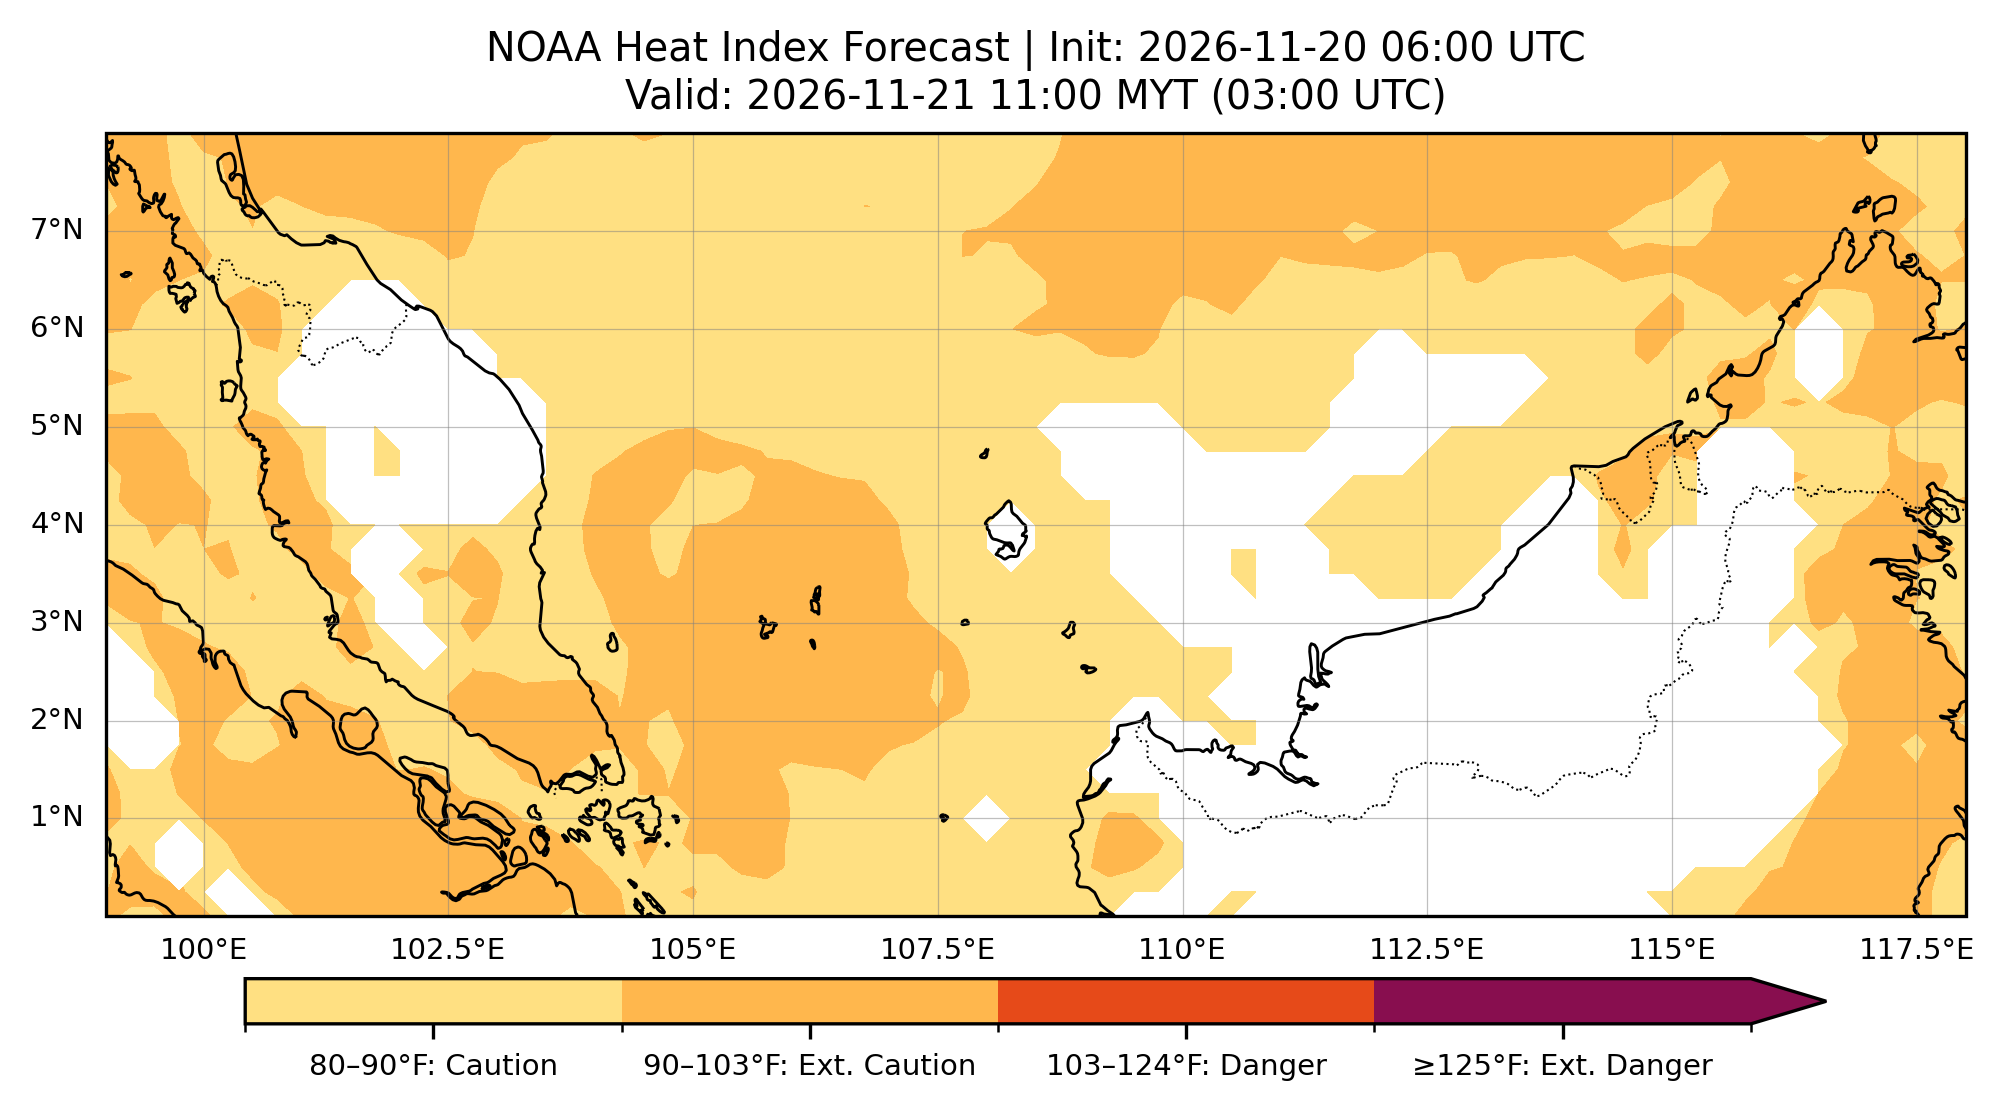 NOAA Heat Index Forecast | Init: 2026-11-20 06:00 UTC
Valid: 2026-11-21 11:00 MYT (03:00 UTC)
7°N
6°N
5°N
4°N
3°N
2°N
1°N
100°E 102.5°E 105°E 107.5°E 110°E 112.5°E 115°E 117.5°E
80–90°F: Caution 90–103°F: Ext. Caution 103–124°F: Danger ≥125°F: Ext. Danger